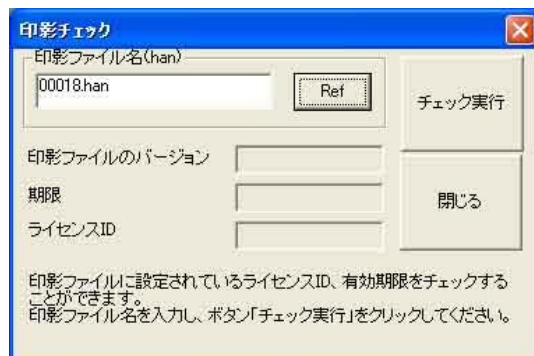 印影チェック
印影ファイル名(han)
00018.han
Ref
チェック実行
印影ファイルのバージョン
期限
ライセンスID
閉じる
印影ファイルに設定されているライセンスID、有効期限をチェックする
ことができます。
印影ファイル名を入力し、ボタン「チェック実行」をクリックしてください。